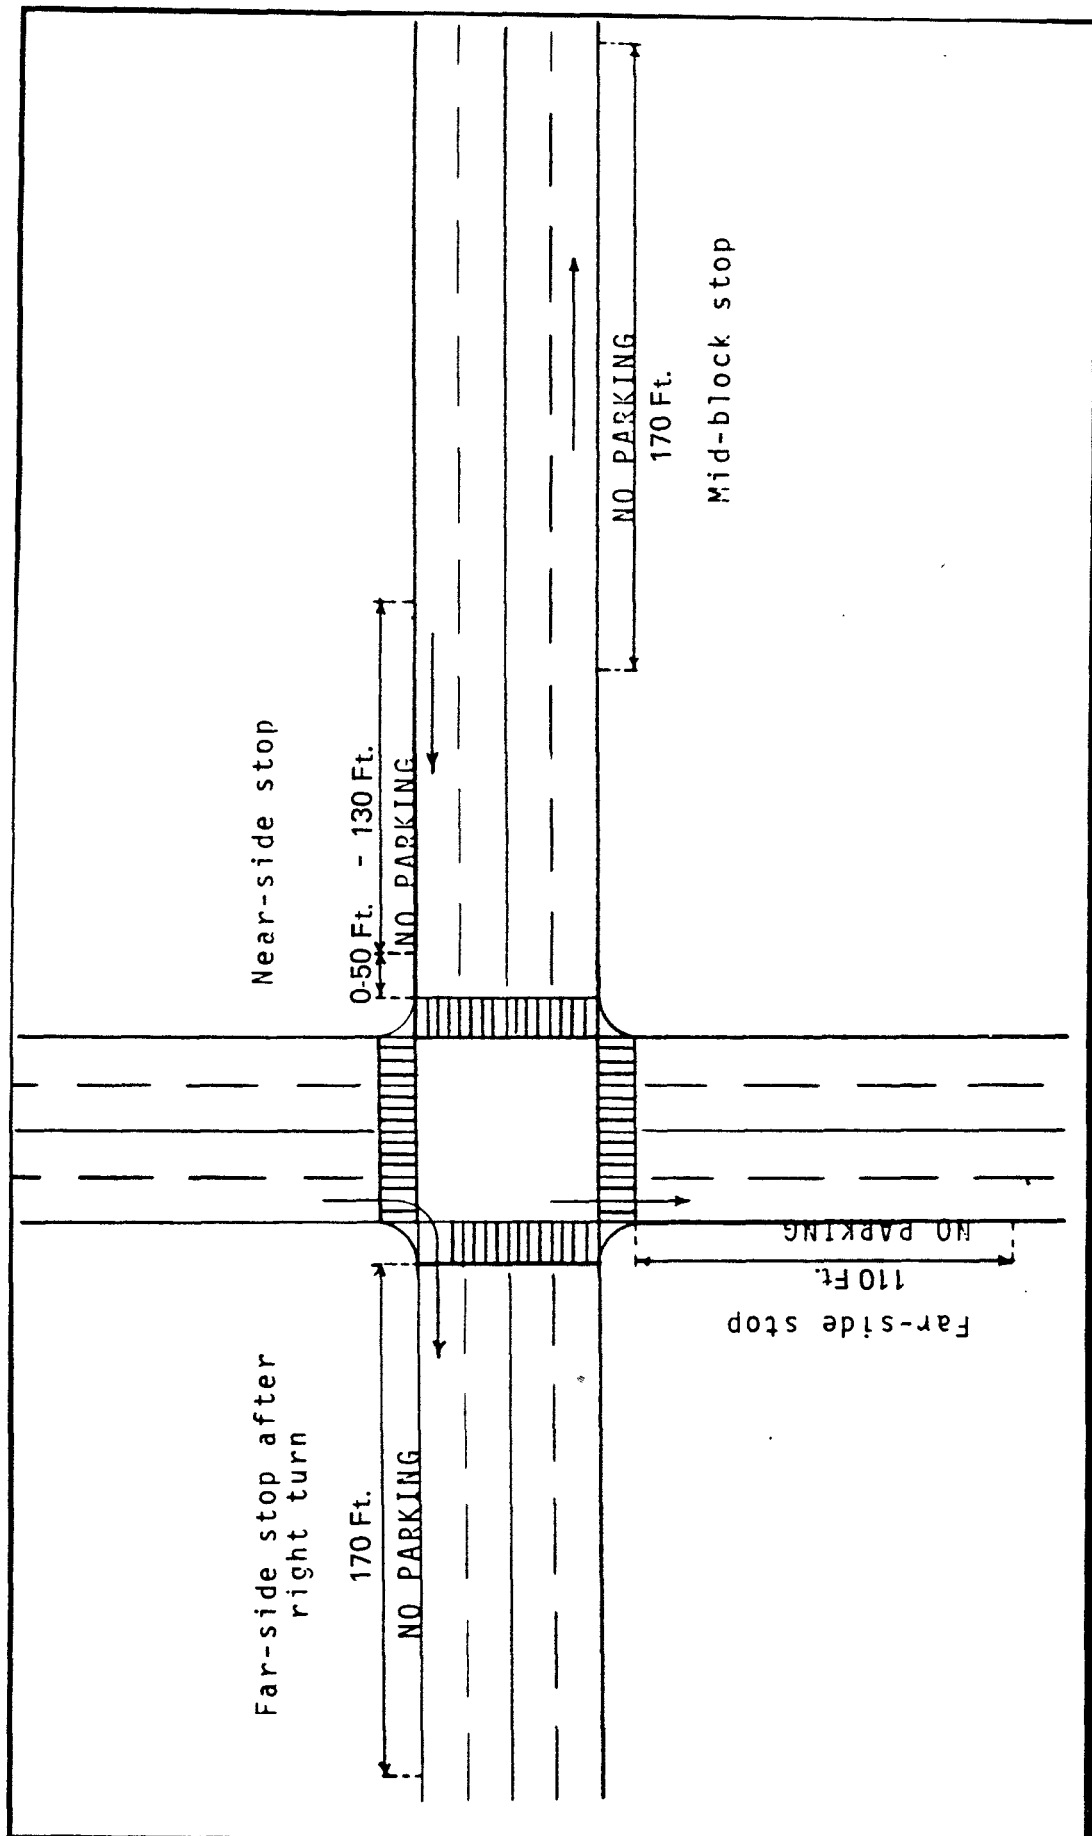 Near-side stop
0-50 Ft. - 130 Ft.
NO PARKING
NO PARKING
170 Ft.
Mid-block stop
Far-side stop after
right turn
170 Ft.
NO PARKING
NO PARKING
110 Ft.
Far-side stop